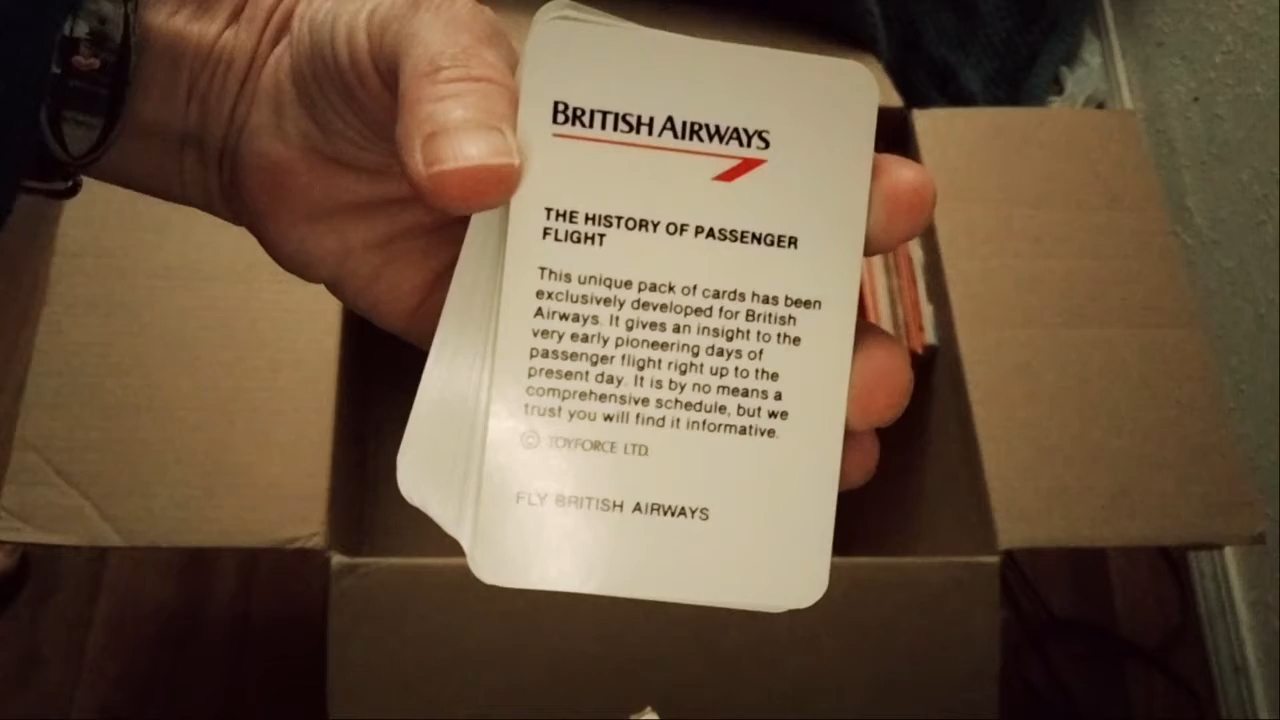 BRITISH AIRWAYS
THE HISTORY OF PASSENGER
FLIGHT
This unique pack of cards has been
exclusively developed for British
Airways. It gives an insight to the
very early pioneering days of
passenger flight right up to the
present day. It is by no means a
comprehensive schedule, but we
trust you will find it informative.
© TOYFORCE LTD.
FLY BRITISH AIRWAYS